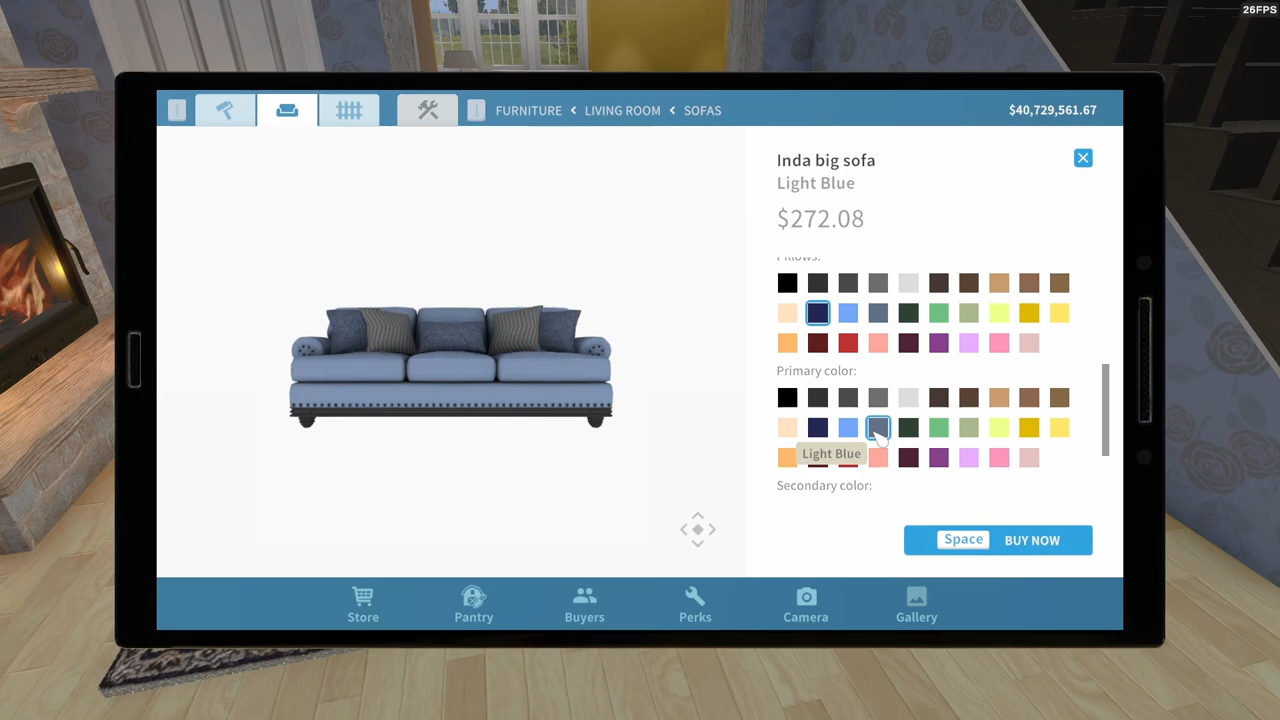 26FPS
FURNITURE < LIVING ROOM < SOFAS
$40,729,561.67
Inda big sofa
Light Blue
$272.08
Pillows:
Primary color:
Light Blue
Secondary color:
Space BUY NOW
Store
Pantry
Buyers
Perks
Camera
Gallery